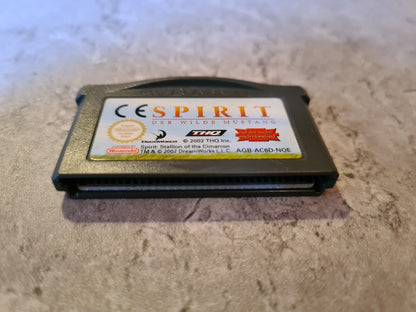 CE SPIRIT
DER WILDE MUSTANG
DREAMWORKS THQ
© 2002 THQ Inc.
Spirit: Stallion of the Cimarron
TM & © 2002 DreamWorks L.L.C. AGB-AC6D-NOE
Nintendo